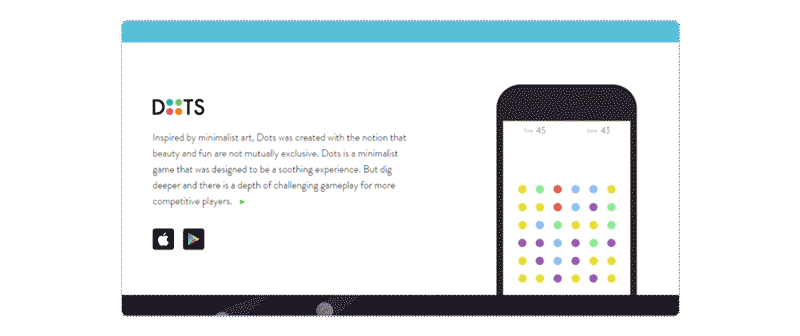 DOTS
Inspired by minimalist art, Dots was created with the notion that
beauty and fun are not mutually exclusive. Dots is a minimalist
game that was designed to be a soothing experience. But dig
deeper and there is a depth of challenging gameplay for more
competitive players.
Time 45 Score 43